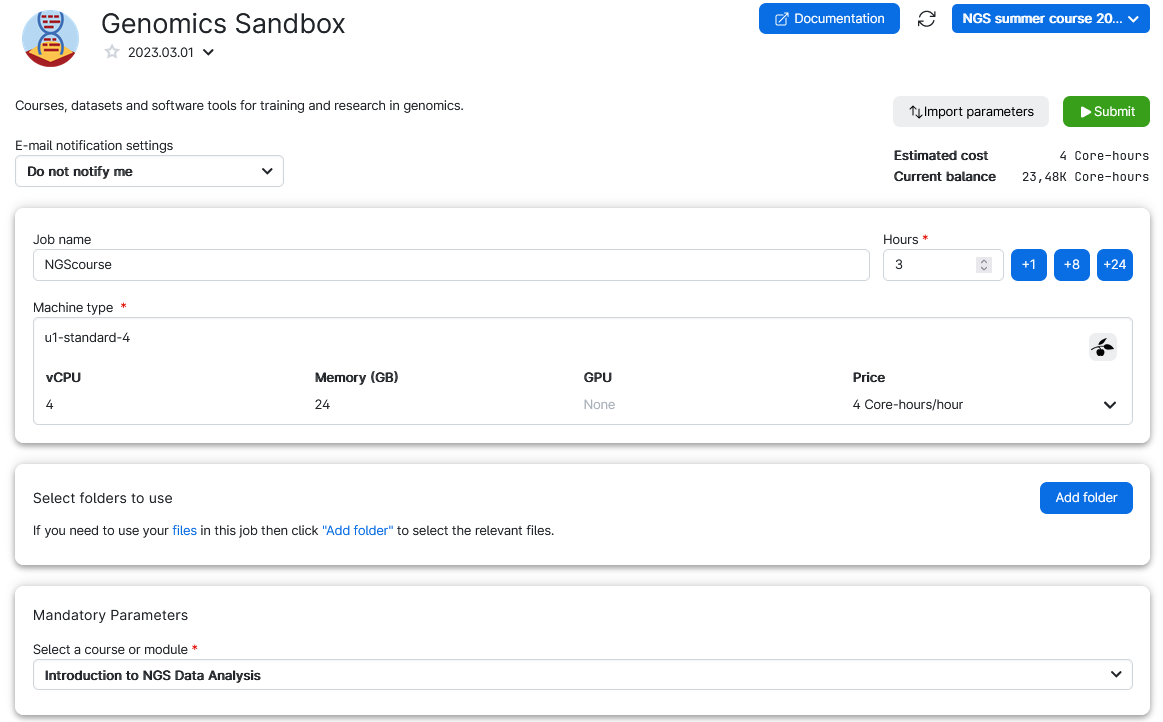 Genomics Sandbox
2023.03.01
Documentation
NGS summer course 20...
Courses, datasets and software tools for training and research in genomics.
Import parameters
Submit
E-mail notification settings
Do not notify me
Estimated cost 4 Core-hours
Current balance 23,48K Core-hours
Job name
Hours *
NGScourse
3
+1
+8
+24
Machine type *
u1-standard-4
vCPU Memory (GB) GPU Price
4 24 None 4 Core-hours/hour
Select folders to use
Add folder
If you need to use your files in this job then click "Add folder" to select the relevant files.
Mandatory Parameters
Select a course or module *
Introduction to NGS Data Analysis